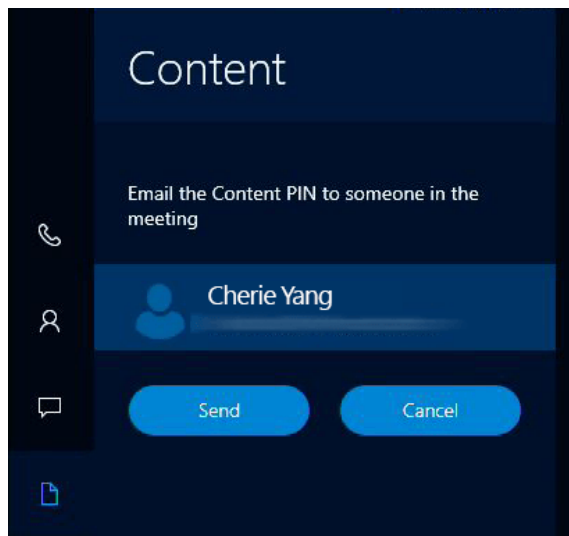 Content
Email the Content PIN to someone in the
meeting
Cherie Yang
Send
Cancel